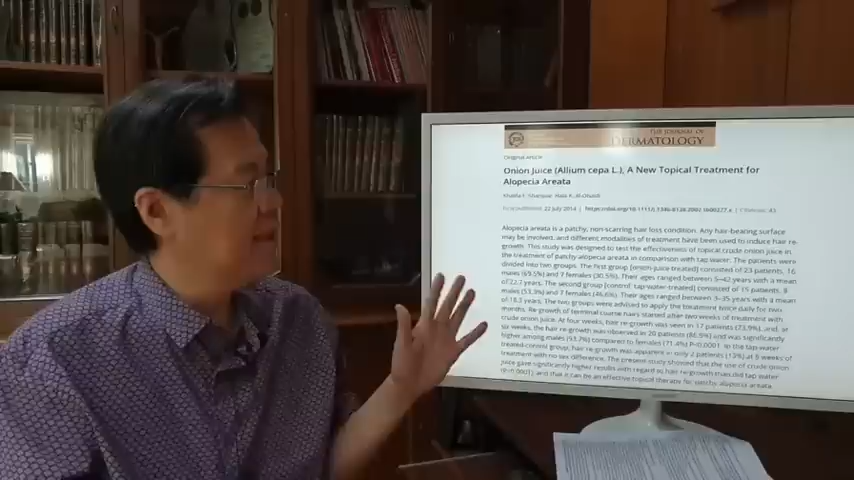 THE JOURNAL OF
DERMATOLOGY
Original Article
Onion Juice (Allium cepa L.), A New Topical Treatment for
Alopecia Areata
First published: 22 July 2014
Alopecia areata is a patchy, non-scarring hair loss condition. Any hair-bearing surface
may be involved, and different modalities of treatment have been used to induce hair re-
growth. This study was designed to test the effectiveness of topical crude onion juice in
the treatment of patchy alopecia areata in comparison with tap water. The patients were
divided into two groups. The first group (onion juice treated) consisted of 23 patients, 16
males (69.5%) and 7 females (30.5%). Their ages ranged between 5–42 years with a mean
of 22.7 years. The second group (control; tap-water-treated) consisted of 15 patients, 8
males (53.3%) and 7 females (46.6%). Their ages ranged between 3–35 years with a mean
of 18.3 years. The two groups were advised to apply the treatment twice daily for two
months. Re-growth of terminal coarse hairs started after two weeks of treatment with
onion juice. At four weeks, hair re-growth was seen in 17 patients (73.9%), and, at
six weeks, the hair re-growth was observed in 20 patients (86.9%) and was significantly
higher among males (93.7%) compared to females (71.4%) P<0.0001. In the tap-water
treated-control group, hair re-growth was apparent in only 2 patients (13%) at 8 weeks of
treatment with no sex difference. The present study showed that the use of crude onion
juice gave significantly higher results with regard to hair re-growth than did tap water
(P<0.0001), and that it can be an effective topical therapy for patchy alopecia areata.